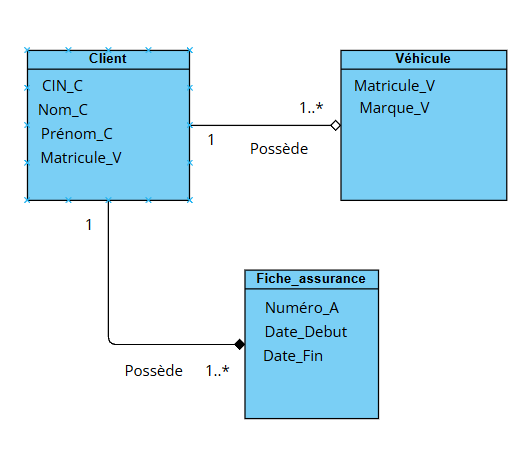 Client
CIN_C
Nom_C
Prénom_C
Matricule_V
1
Possède
1..*
Véhicule
Matricule_V
Marque_V
1
Possède
1..*
Fiche_assurance
Numéro_A
Date_Debut
Date_Fin